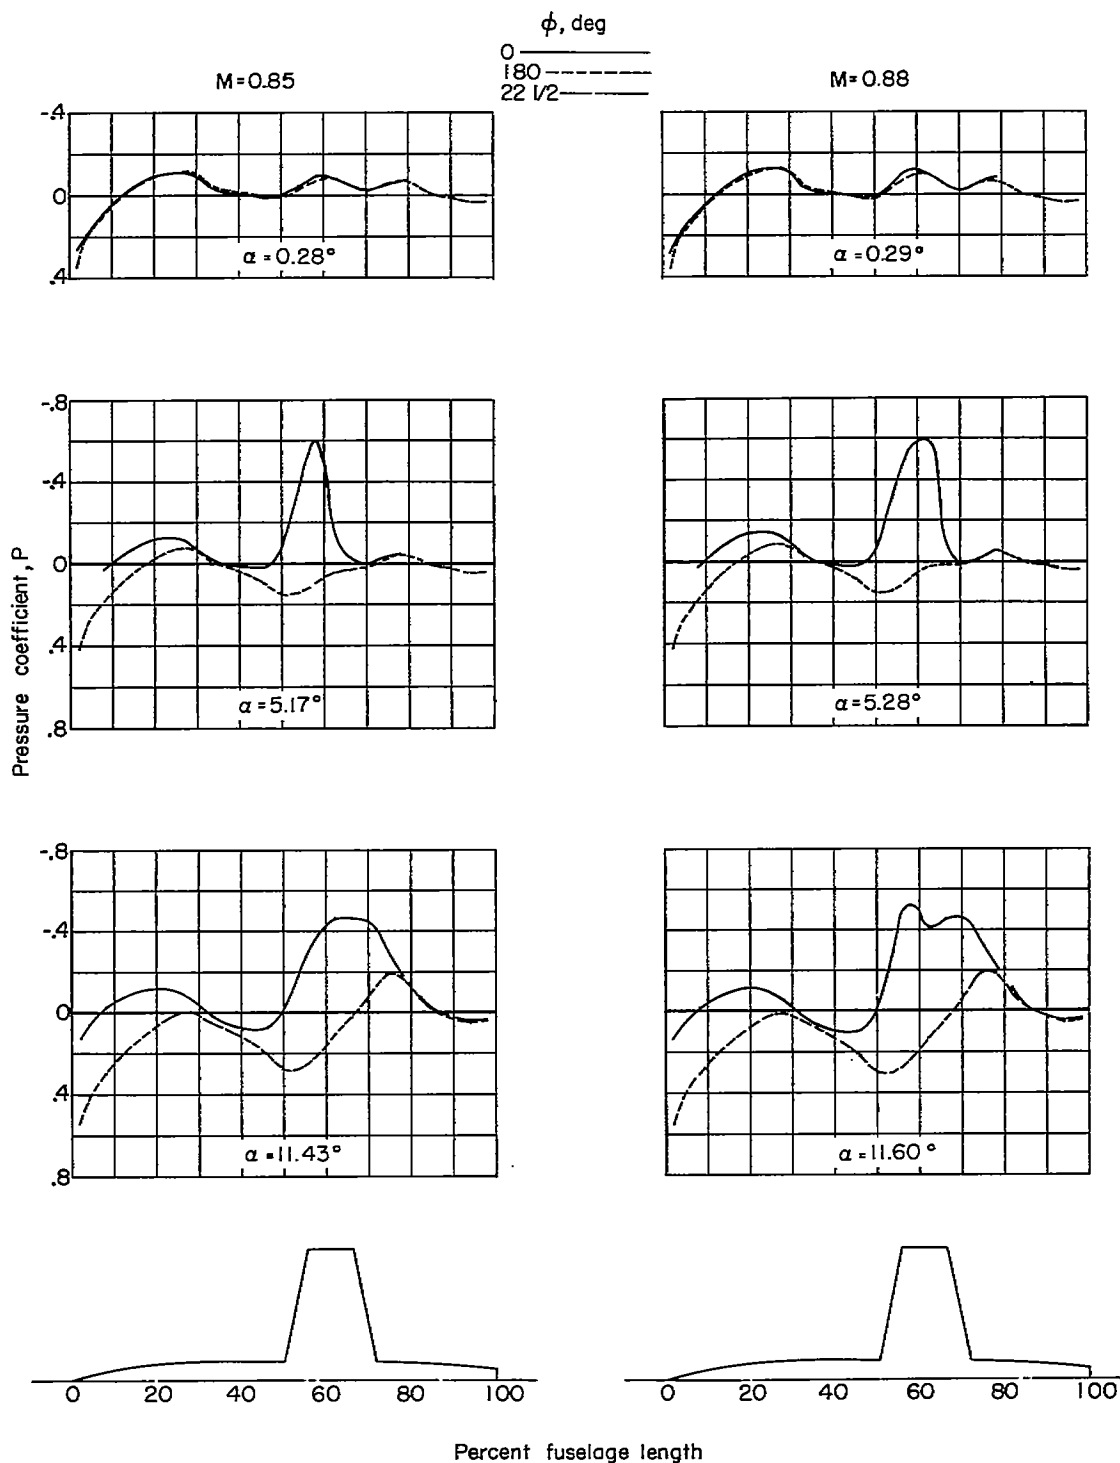 ϕ, deg
0
180
22 1/2
M=0.85
M=0.88
-.4
0
.4
α=0.28°
α=0.29°
-.8
-.4
0
.4
.8
α=5.17°
α=5.28°
Pressure coefficient, P
-.8
-.4
0
.4
.8
α=11.43°
α=11.60°
0 20 40 60 80 100
0 20 40 60 80 100
Percent fuselage length